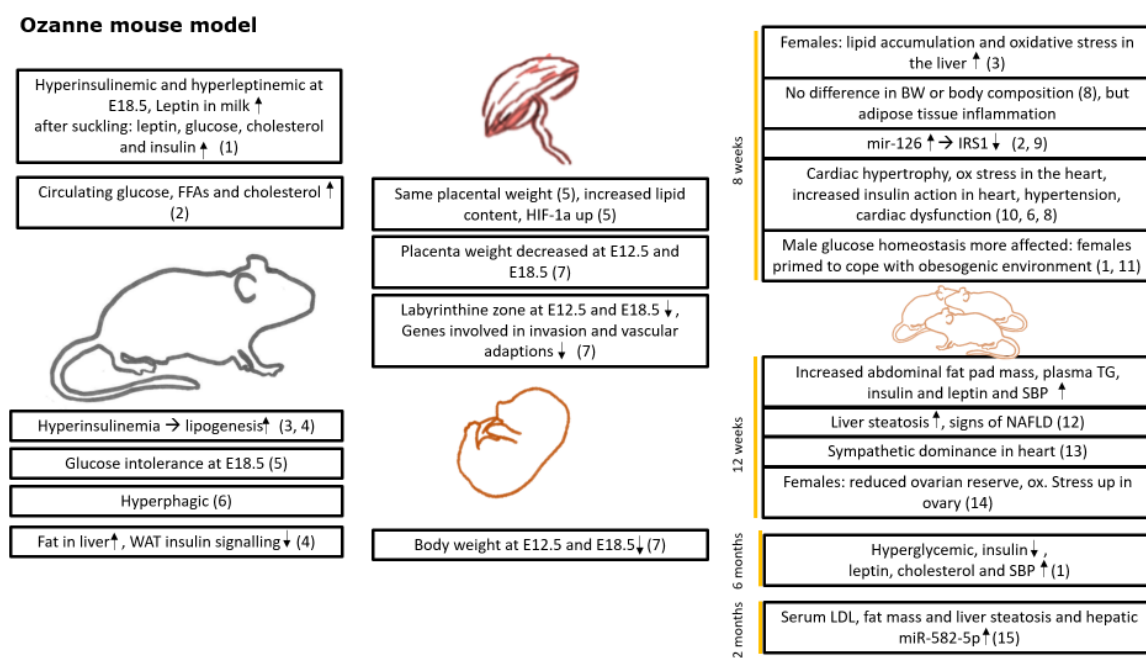 Ozanne mouse model
Hyperinsulinemic and hyperleptinemic at
E18.5, Leptin in milk ↑
after suckling: leptin, glucose, cholesterol
and insulin ↑ (1)
Circulating glucose, FFAs and cholesterol ↑
(2)
Hyperinsulinemia → lipogenesis↑ (3, 4)
Glucose intolerance at E18.5 (5)
Hyperphagic (6)
Fat in liver↑, WAT insulin signalling↓ (4)
Same placental weight (5), increased lipid
content, HIF-1a up (5)
Placenta weight decreased at E12.5 and
E18.5 (7)
Labyrinthine zone at E12.5 and E18.5 ↓,
Genes involved in invasion and vascular
adaptions ↓ (7)
Body weight at E12.5 and E18.5↓(7)
8 weeks
Females: lipid accumulation and oxidative stress in
the liver ↑ (3)
No difference in BW or body composition (8), but
adipose tissue inflammation
mir-126 ↑→ IRS1 ↓ (2, 9)
Cardiac hypertrophy, ox stress in the heart,
increased insulin action in heart, hypertension,
cardiac dysfunction (10, 6, 8)
Male glucose homeostasis more affected: females
primed to cope with obesogenic environment (1, 11)
12 weeks
Increased abdominal fat pad mass, plasma TG,
insulin and leptin and SBP ↑
Liver steatosis↑, signs of NAFLD (12)
Sympathetic dominance in heart (13)
Females: reduced ovarian reserve, ox. Stress up in
ovary (14)
6 months
Hyperglycemic, insulin↓,
leptin, cholesterol and SBP ↑(1)
2 months
Serum LDL, fat mass and liver steatosis and hepatic
miR-582-5p↑(15)